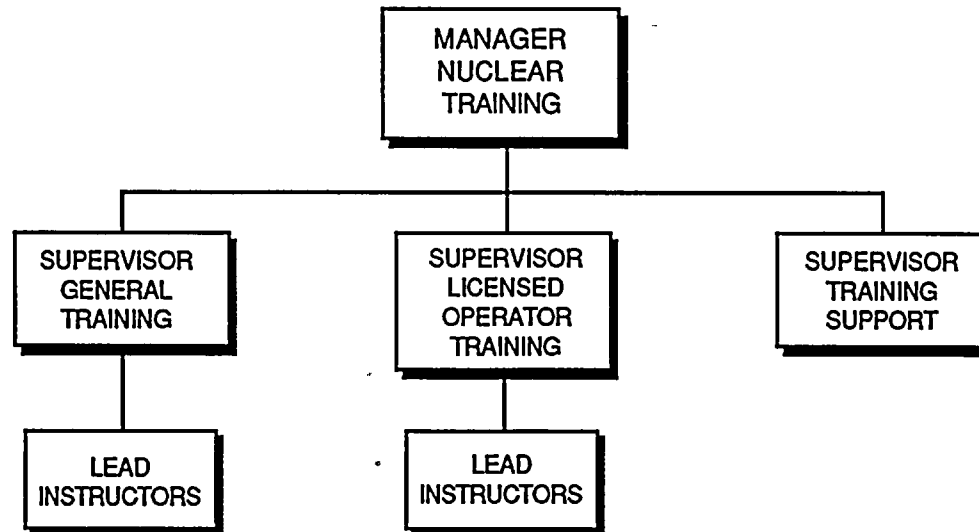 MANAGER
NUCLEAR
TRAINING
SUPERVISOR
GENERAL
TRAINING
SUPERVISOR
LICENSED
OPERATOR
TRAINING
SUPERVISOR
TRAINING
SUPPORT
LEAD
INSTRUCTORS
LEAD
INSTRUCTORS